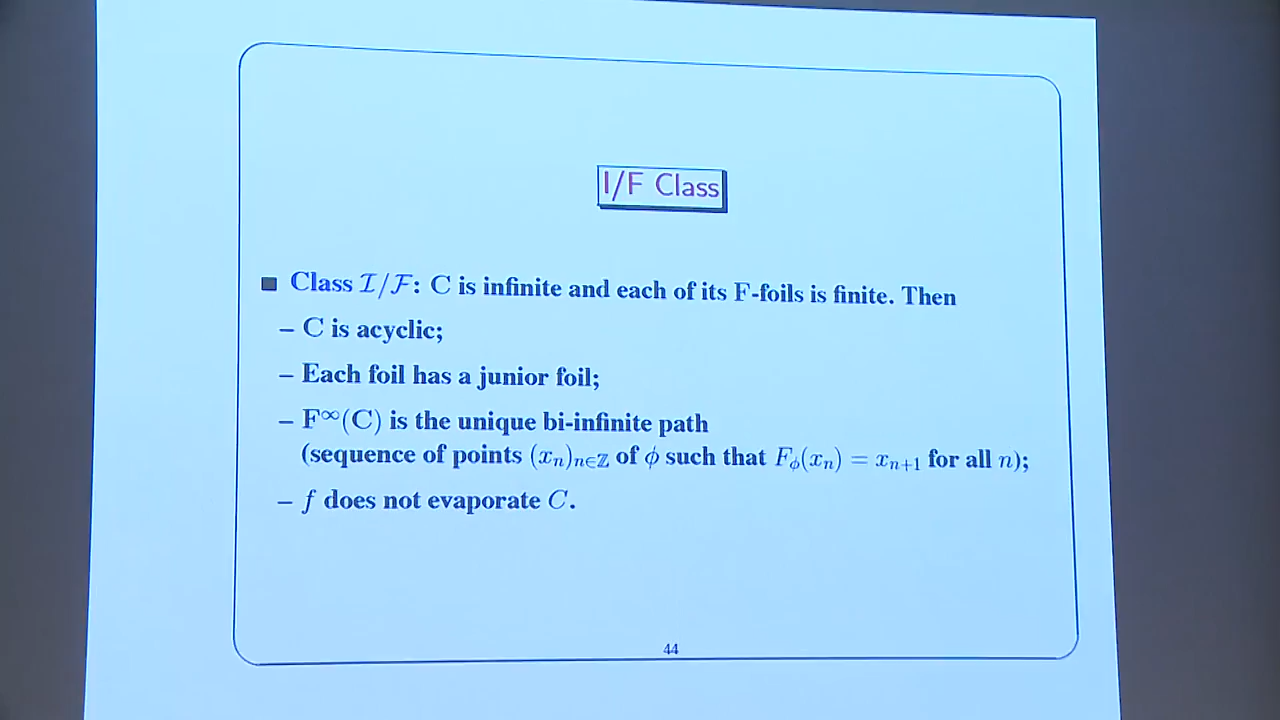 I/F Class
Class 𝓘/𝓕: C is infinite and each of its F-foils is finite. Then
– C is acyclic;
– Each foil has a junior foil;
– F^∞(C) is the unique bi-infinite path
(sequence of points (x_n)_{n∈ℤ} of ϕ such that F_ϕ(x_n) = x_{n+1} for all n);
– f does not evaporate C.
44